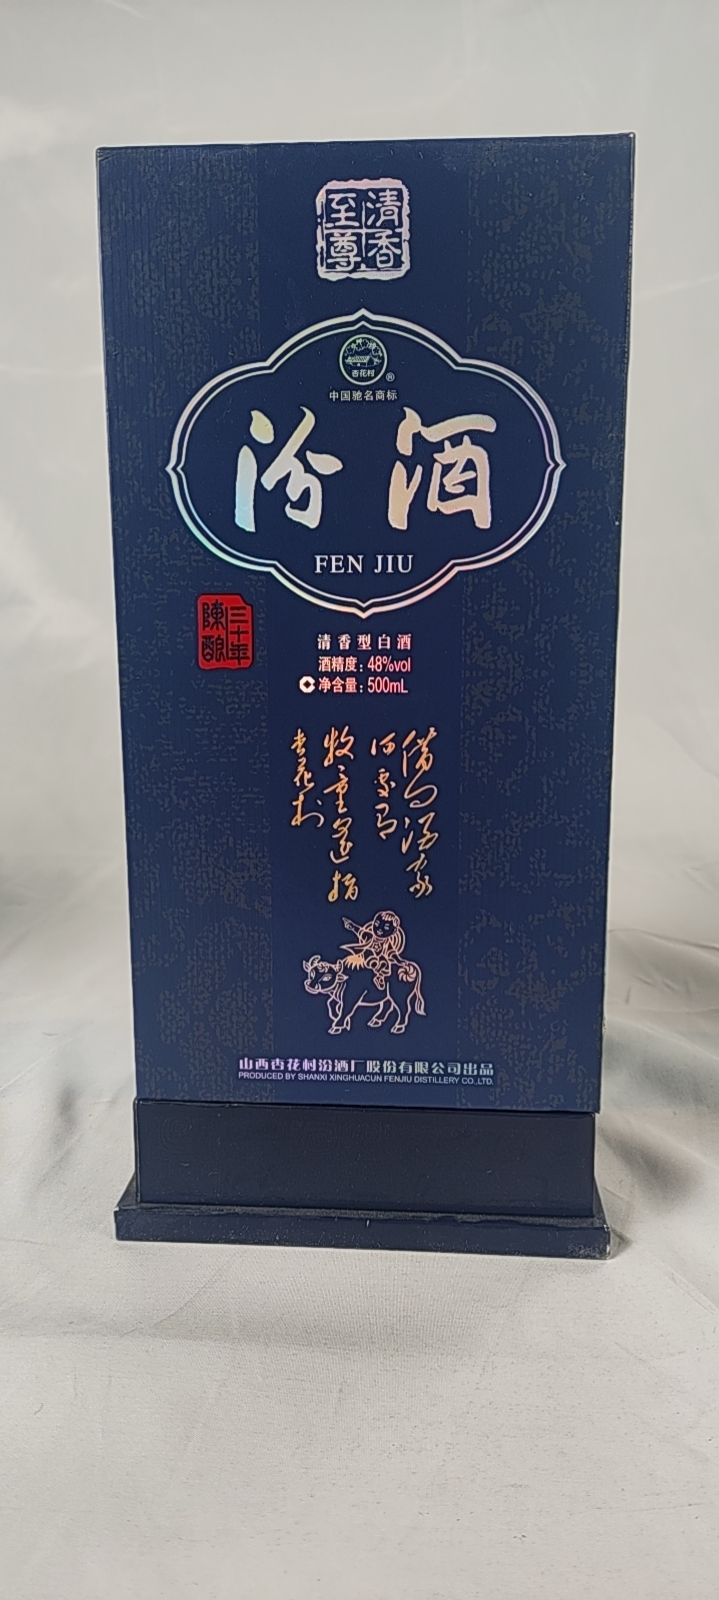 清香
至尊
杏花村
®
中国驰名商标
汾酒
FEN JIU
三十年
陳酿
清香型白酒
酒精度：48%vol
净含量：500mL
借问酒家
何处有
牧童遥指
杏花村
山西杏花村汾酒厂股份有限公司出品
PRODUCED BY SHANXI XINGHUACUN FENJIU DISTILLERY CO.,LTD.